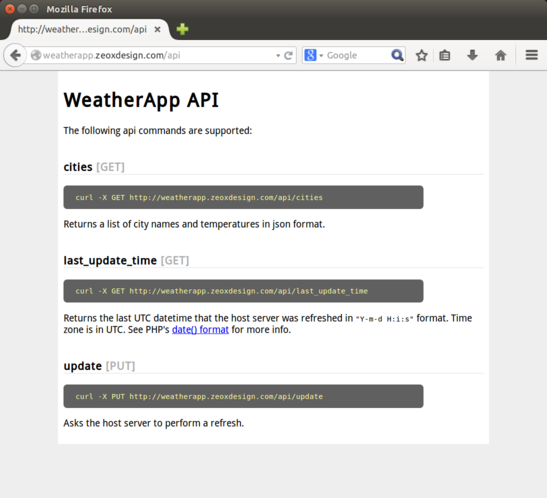 Mozilla Firefox
http://weather...esign.com/api
weatherapp.zeoxdesign.com/api
Google
WeatherApp API
The following api commands are supported:
cities [GET]
curl -X GET http://weatherapp.zeoxdesign.com/api/cities
Returns a list of city names and temperatures in json format.
last_update_time [GET]
curl -X GET http://weatherapp.zeoxdesign.com/api/last_update_time
Returns the last UTC datetime that the host server was refreshed in "Y-m-d H:i:s" format. Time
zone is in UTC. See PHP's date() format for more info.
update [PUT]
curl -X PUT http://weatherapp.zeoxdesign.com/api/update
Asks the host server to perform a refresh.